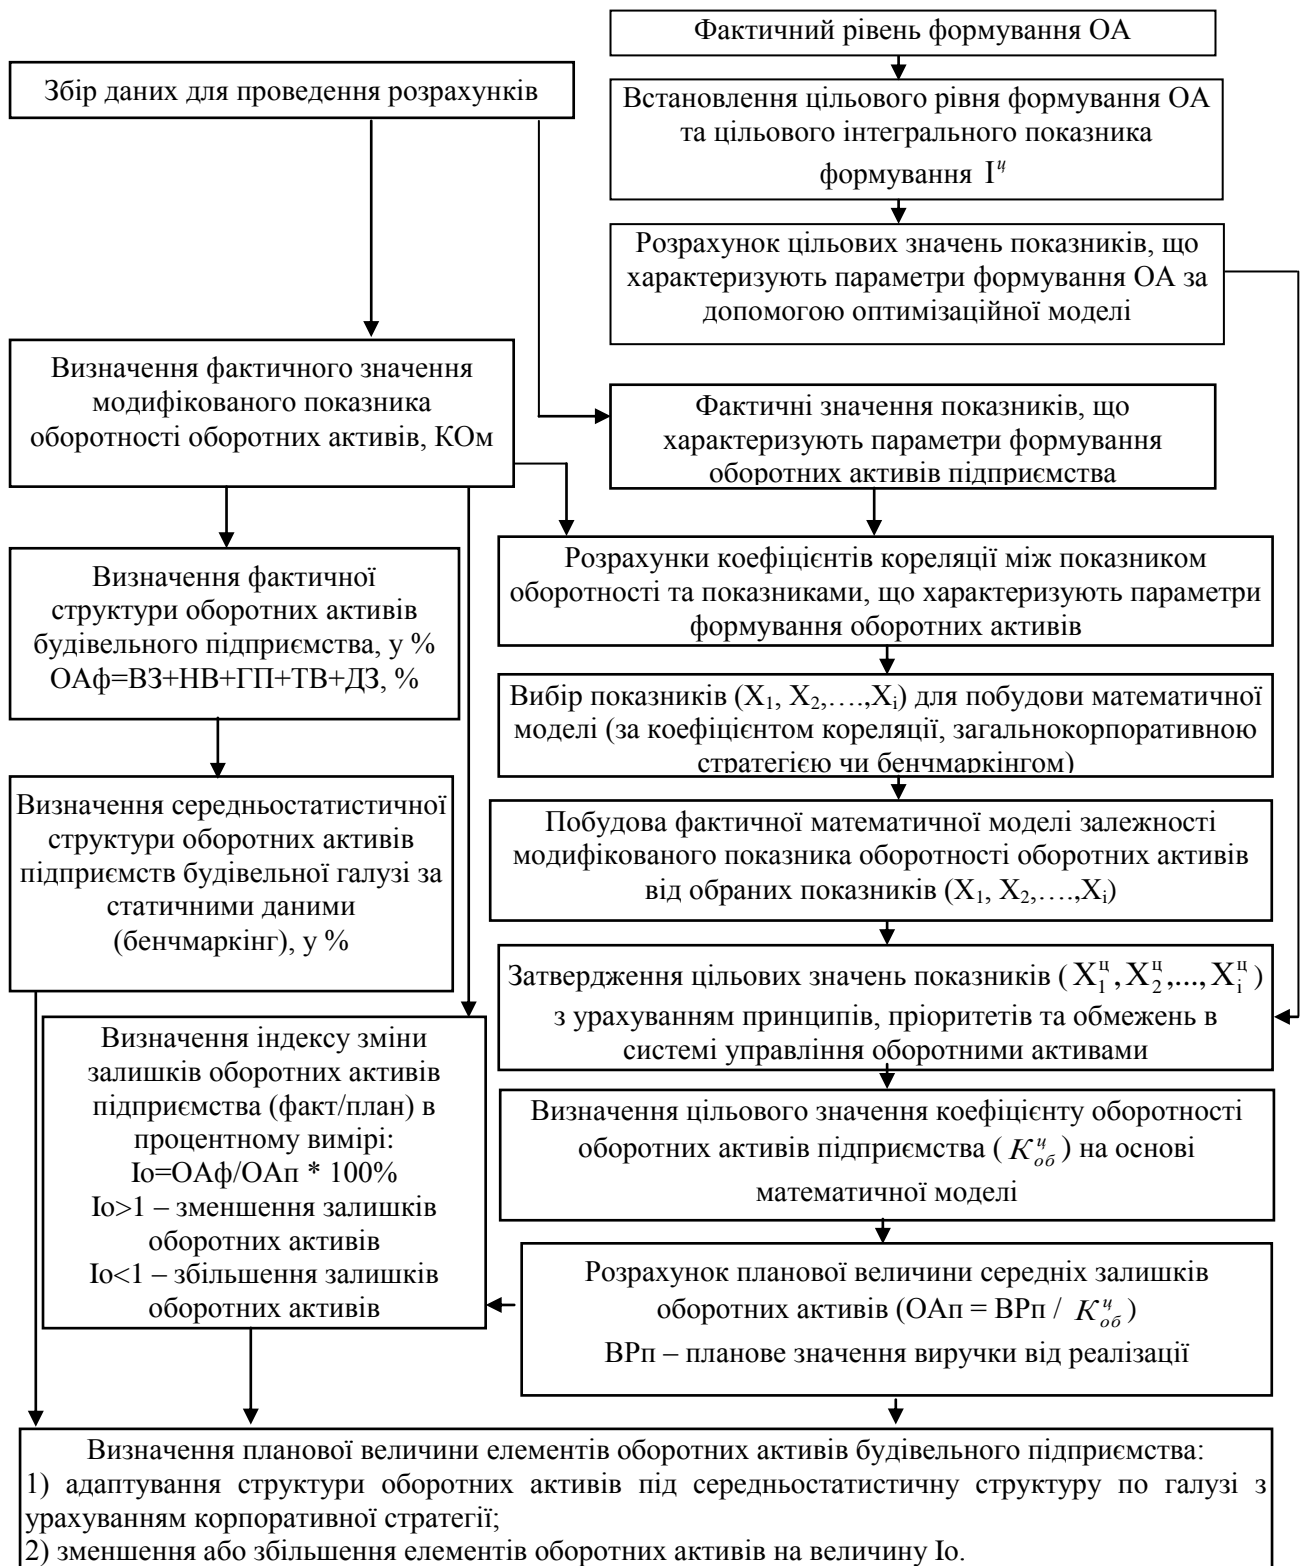 Фактичний рівень формування ОА
Збір даних для проведення розрахунків
Встановлення цільового рівня формування ОА
та цільового інтегрального показника
формування I^ц
Розрахунок цільових значень показників, що
характеризують параметри формування ОА за
допомогою оптимізаційної моделі
Визначення фактичного значення
модифікованого показника
оборотності оборотних активів, КОм
Фактичні значення показників, що
характеризують параметри формування
оборотних активів підприємства
Визначення фактичної
структури оборотних активів
будівельного підприємства, у %
ОАф=ВЗ+НВ+ГП+ТВ+ДЗ, %
Розрахунки коефіцієнтів кореляції між показником
оборотності та показниками, що характеризують параметри
формування оборотних активів
Вибір показників (X₁, X₂,….,Xᵢ) для побудови математичної
моделі (за коефіцієнтом кореляції, загальнокорпоративною
стратегією чи бенчмаркінгом)
Визначення середньостатистичної
структури оборотних активів
підприємств будівельної галузі за
статичними даними
(бенчмаркінг), у %
Побудова фактичної математичної моделі залежності
модифікованого показника оборотності оборотних активів
від обраних показників (X₁, X₂,….,Xᵢ)
Затвердження цільових значень показників (X₁^ц, X₂^ц,..., Xᵢ^ц)
з урахуванням принципів, пріоритетів та обмежень в
системі управління оборотними активами
Визначення індексу зміни
залишків оборотних активів
підприємства (факт/план) в
процентному вимірі:
Іо=ОАф/ОАп * 100%
Іо>1 – зменшення залишків
оборотних активів
Іо<1 – збільшення залишків
оборотних активів
Визначення цільового значення коефіцієнту оборотності
оборотних активів підприємства (K_об^ц) на основі
математичної моделі
Розрахунок планової величини середніх залишків
оборотних активів (ОАп = ВРп / K_об^ц)
ВРп – планове значення виручки від реалізації
Визначення планової величини елементів оборотних активів будівельного підприємства:
1) адаптування структури оборотних активів під середньостатистичну структуру по галузі з
урахуванням корпоративної стратегії;
2) зменшення або збільшення елементів оборотних активів на величину Іо.